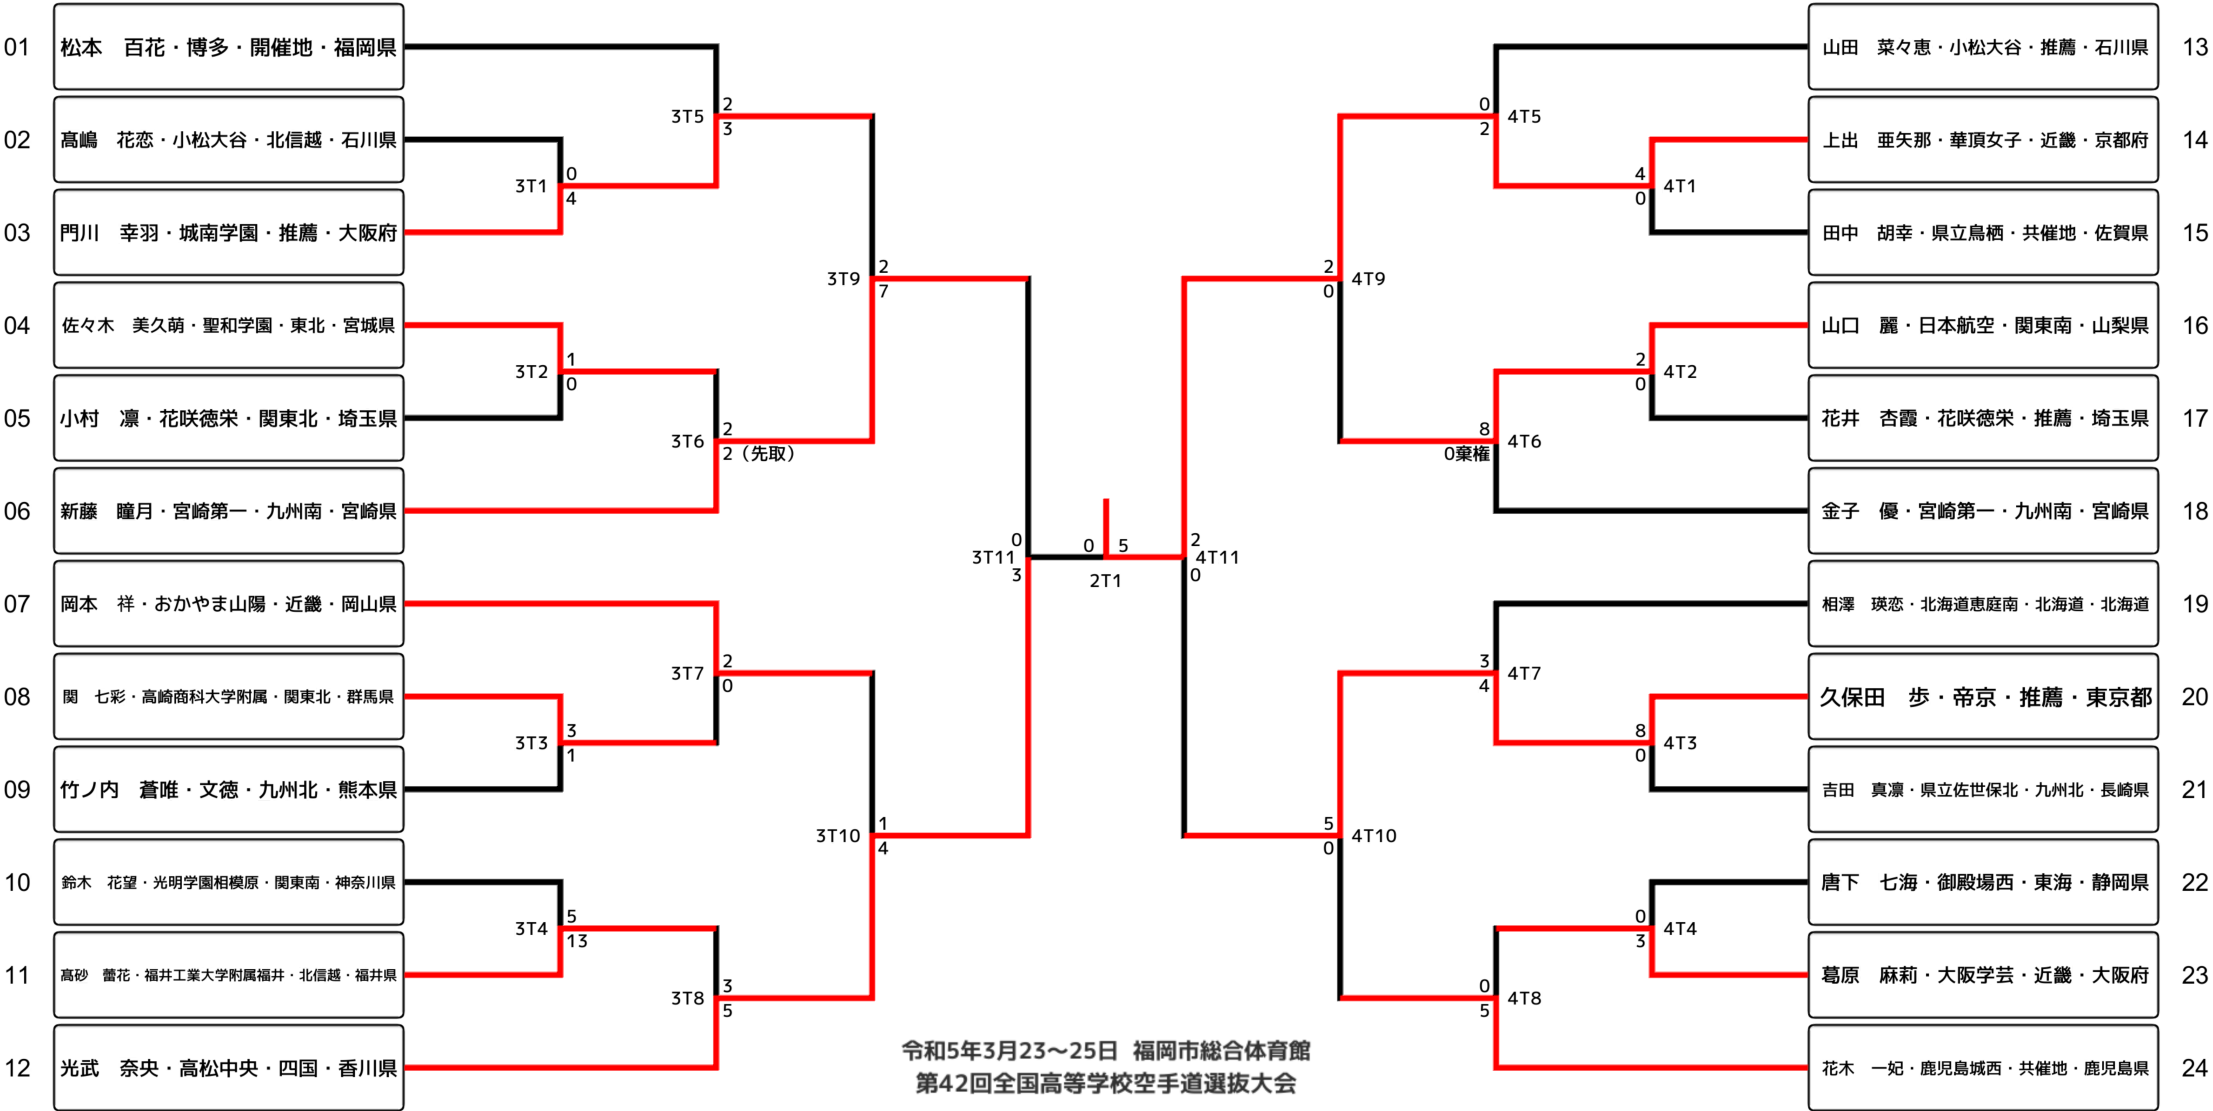 01 松本　百花・博多・開催地・福岡県
02 髙嶋　花恋・小松大谷・北信越・石川県
03 門川　幸羽・城南学園・推薦・大阪府
04 佐々木　美久萌・聖和学園・東北・宮城県
05 小村　凛・花咲徳栄・関東北・埼玉県
06 新藤　瞳月・宮崎第一・九州南・宮崎県
07 岡本　祥・おかやま山陽・近畿・岡山県
08 関　七彩・高崎商科大学附属・関東北・群馬県
09 竹ノ内　蒼唯・文徳・九州北・熊本県
10 鈴木　花望・光明学園相模原・関東南・神奈川県
11 髙砂　蕾花・福井工業大学附属福井・北信越・福井県
12 光武　奈央・高松中央・四国・香川県
3T1
0
4
3T2
1
0
3T3
3
1
3T4
5
13
3T5
2
3
3T6
2
2（先取）
3T7
2
0
3T8
3
5
3T9
2
7
3T10
1
4
3T11
0
3
0 5
2T1
4T11
2
0
4T9
2
0
4T10
5
0
4T5
0
2
4T6
8
0棄権
4T7
3
4
4T8
0
5
4T1
4
0
4T2
2
0
4T3
8
0
4T4
0
3
山田　菜々恵・小松大谷・推薦・石川県 13
上出　亜矢那・華頂女子・近畿・京都府 14
田中　胡幸・県立鳥栖・共催地・佐賀県 15
山口　麗・日本航空・関東南・山梨県 16
花井　杏霞・花咲徳栄・推薦・埼玉県 17
金子　優・宮崎第一・九州南・宮崎県 18
相澤　瑛恋・北海道恵庭南・北海道・北海道 19
久保田　歩・帝京・推薦・東京都 20
吉田　真凛・県立佐世保北・九州北・長崎県 21
唐下　七海・御殿場西・東海・静岡県 22
葛原　麻莉・大阪学芸・近畿・大阪府 23
花木　一妃・鹿児島城西・共催地・鹿児島県 24
令和5年3月23〜25日 福岡市総合体育館
第42回全国高等学校空手道選抜大会